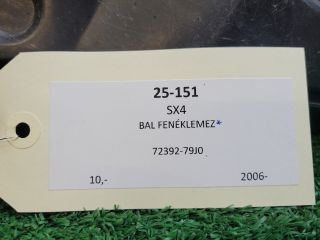 25-151
SX4
BAL FENÉKLEMEZ*
72392-79J0
10,- 2006-